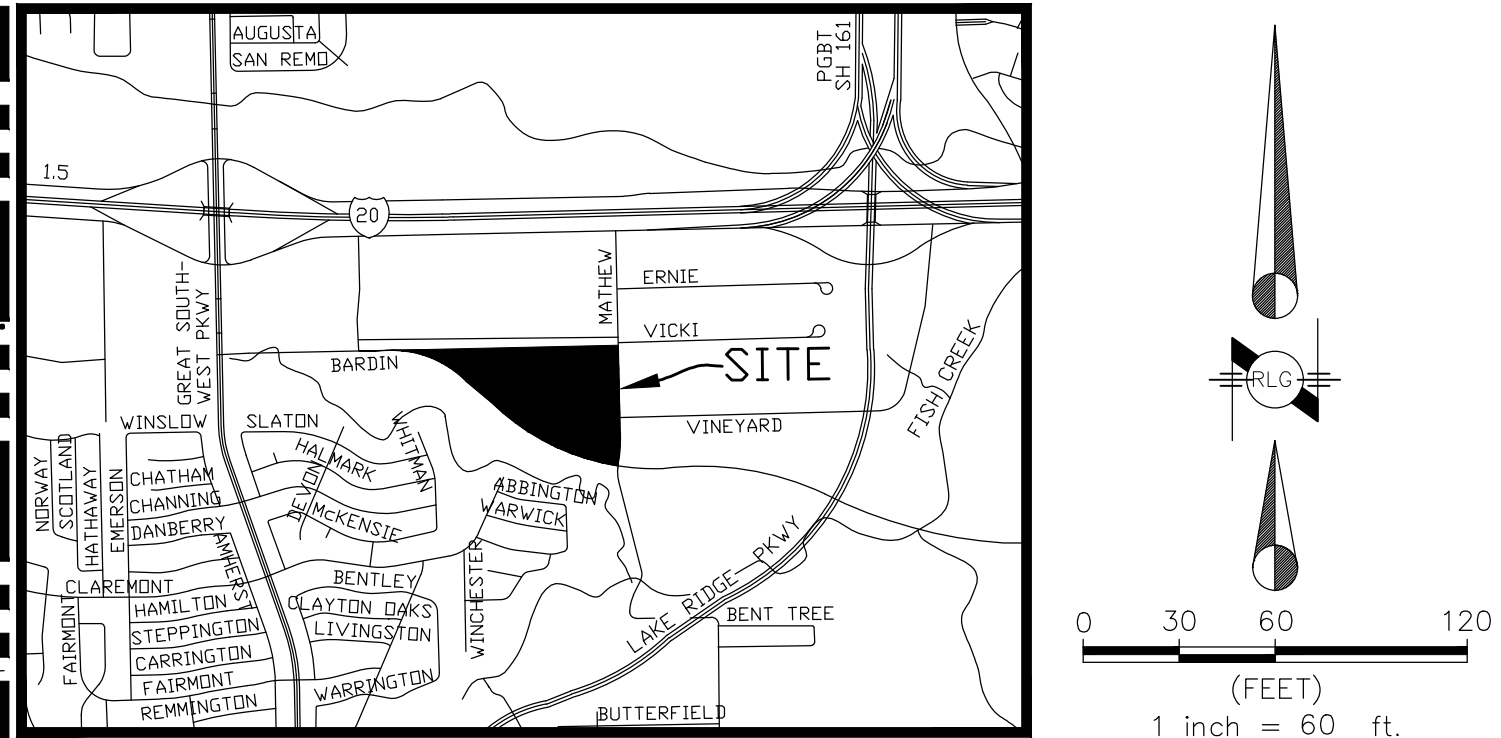 AUGUSTA
SAN REMO
PGBT
SH 161
1.5
20
MATHEW
ERNIE
VICKI
GREAT SOUTH-
WEST PKWY
BARDIN
SITE
FISH CREEK
VINEYARD
WINSLOW
SLATON
WHITMAN
HALMARK
DEVON
McKENSIE
NORWAY
SCOTLAND
HATHAWAY
EMERSON
CHATHAM
CHANNING
DANBERRY
AMHERST
ABBINGTON
WARWICK
WINCHESTER
LAKE RIDGE PKWY
CLAREMONT
BENTLEY
HAMILTON
CLAYTON OAKS
STEPPINGTON
LIVINGSTON
FAIRMONT
CARRINGTON
FAIRMONT
WARRINGTON
REMMINGTON
BENT TREE
BUTTERFIELD
RLG
0 30 60 120
(FEET)
1 inch = 60 ft.